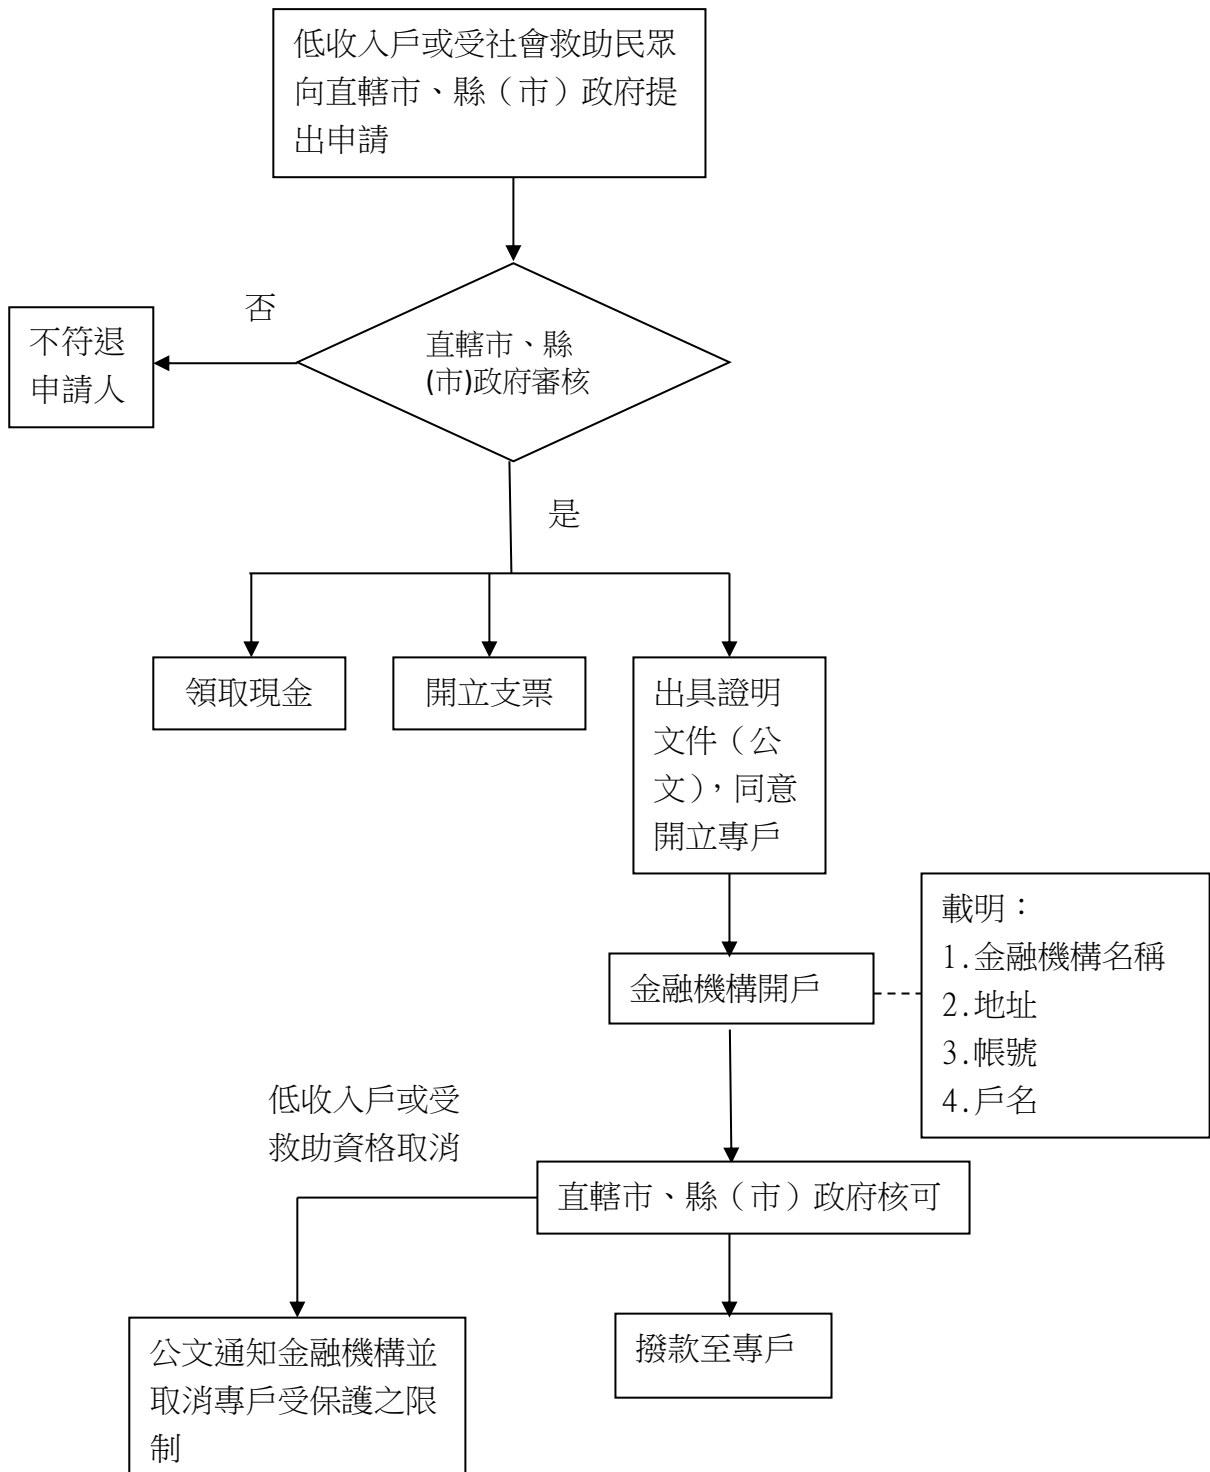 低收入戶或受社會救助民眾
向直轄市、縣（市）政府提
出申請
否
不符退
申請人
直轄市、縣
(市)政府審核
是
領取現金
開立支票
出具證明
文件（公
文），同意
開立專戶
載明：
1.金融機構名稱
2.地址
3.帳號
4.戶名
金融機構開戶
低收入戶或受
救助資格取消
直轄市、縣（市）政府核可
公文通知金融機構並
取消專戶受保護之限
制
撥款至專戶